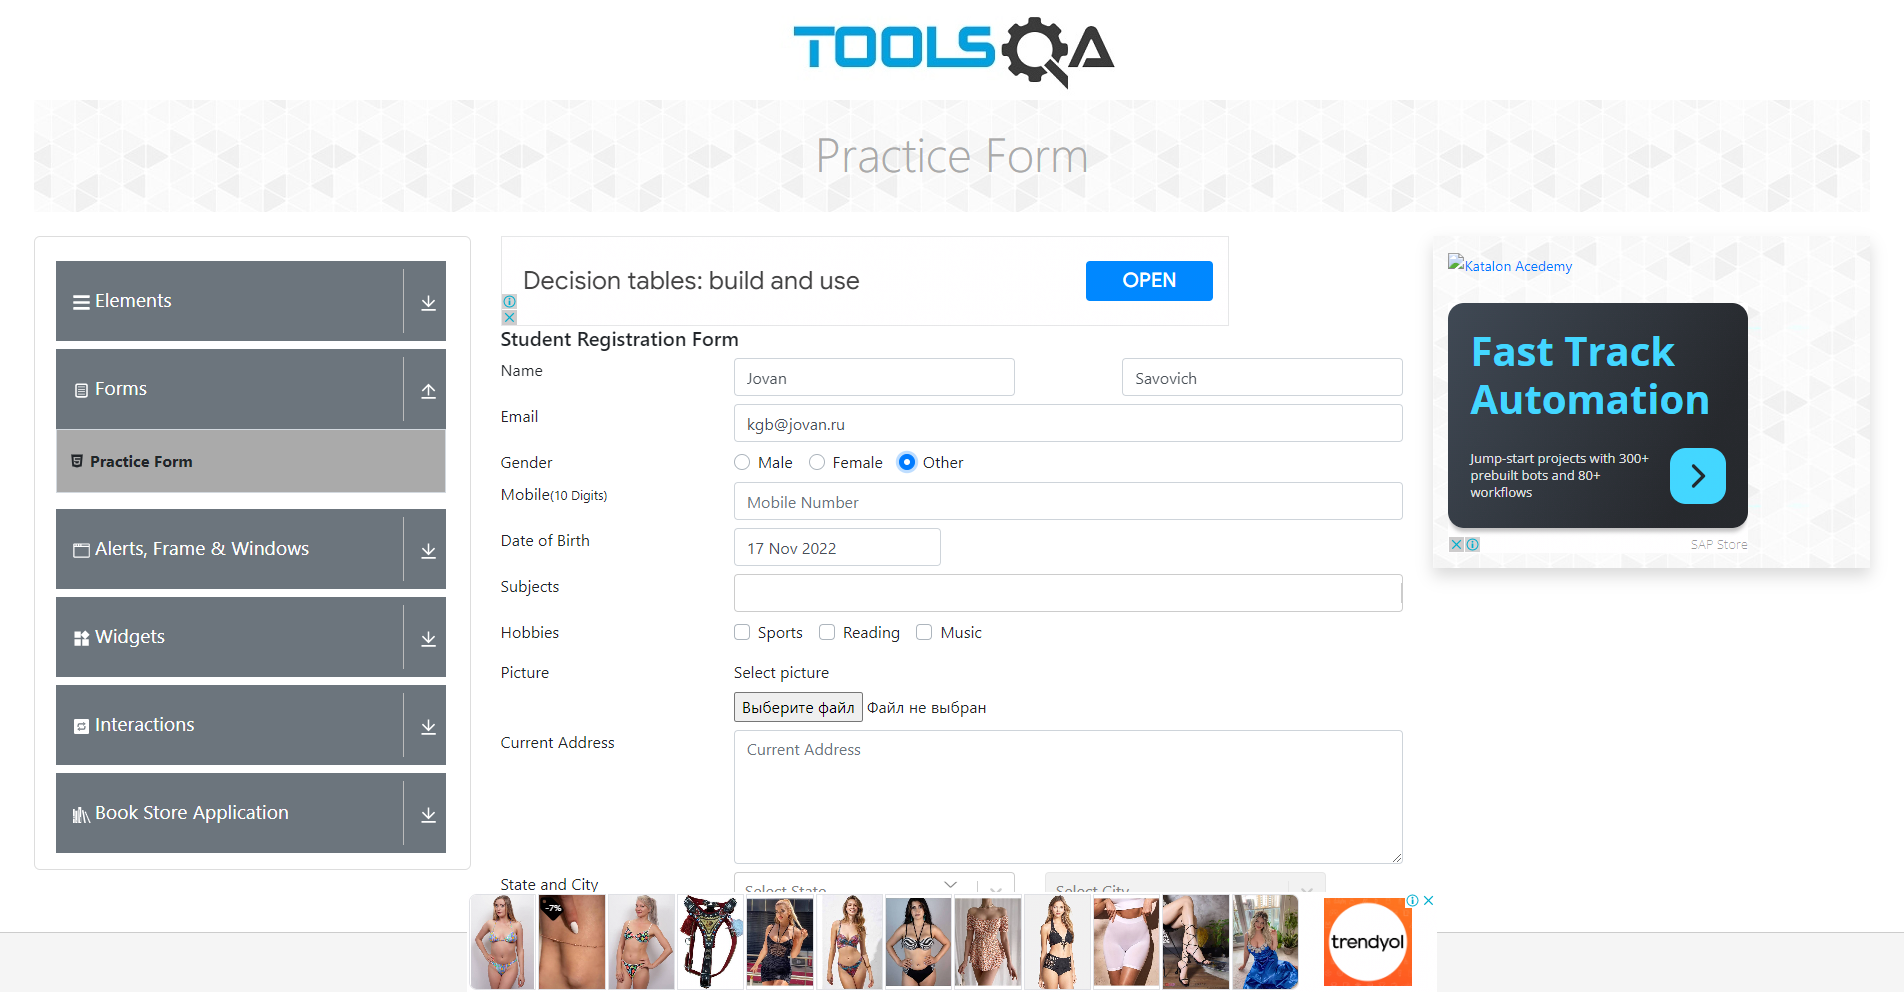 TOOLSQA
Practice Form
Elements
Forms
Practice Form
Alerts, Frame & Windows
Widgets
Interactions
Book Store Application
Decision tables: build and use
OPEN
Student Registration Form
Name
Jovan
Savovich
Email
kgb@jovan.ru
Gender
Male Female Other
Mobile(10 Digits)
Mobile Number
Date of Birth
17 Nov 2022
Subjects
Hobbies
Sports Reading Music
Picture
Select picture
Выберите файл Файл не выбран
Current Address
Current Address
State and City
Select State
Select City
Katalon Acedemy
Fast Track
Automation
Jump-start projects with 300+
prebuilt bots and 80+
workflows
SAP Store
-7%
trendyol